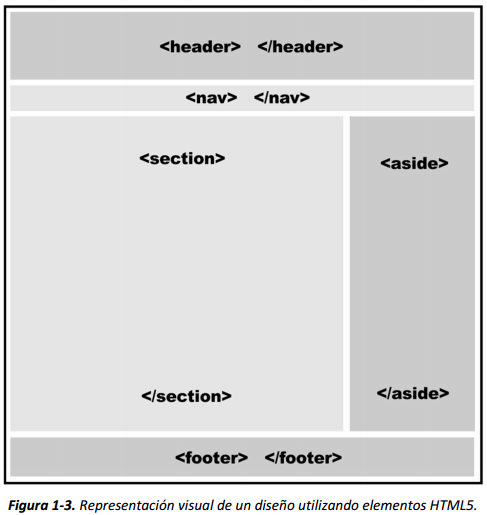 <header> </header>
<nav> </nav>
<section>
<aside>
</section>
</aside>
<footer> </footer>
Figura 1-3. Representación visual de un diseño utilizando elementos HTML5.